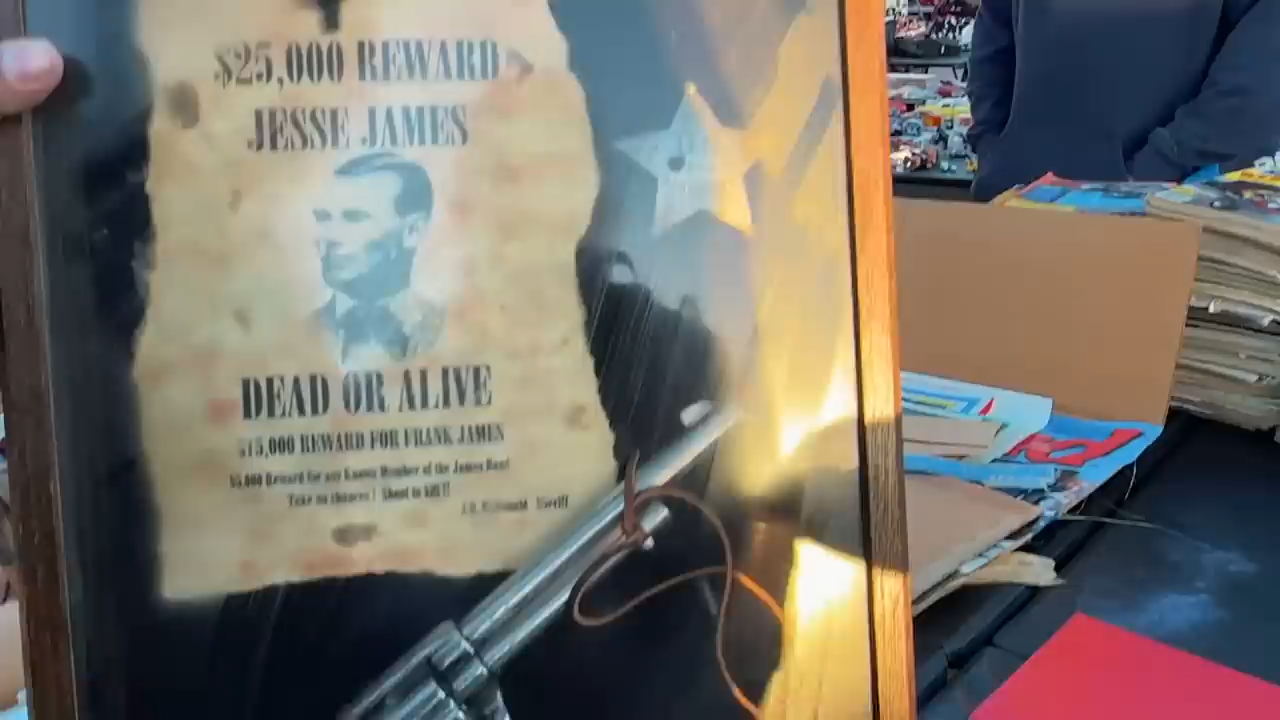 $25,000 REWARD
JESSE JAMES
DEAD OR ALIVE
$15,000 REWARD FOR FRANK JAMES
$5,000 Reward for any Known Member of the James Band
Take no chances! Shoot to kill!!
Sheriff